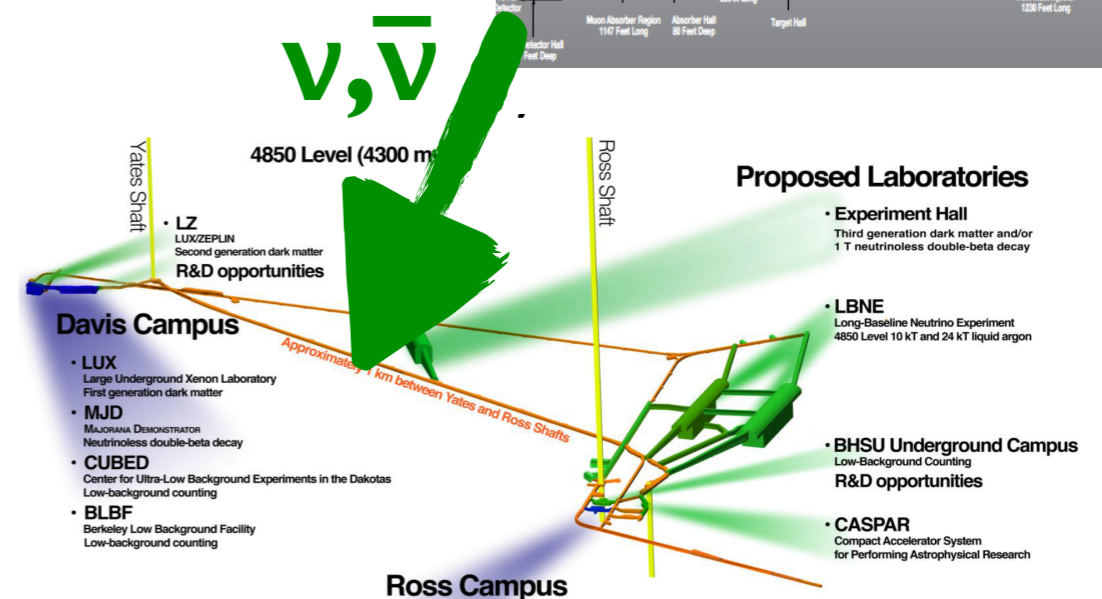 Detector
1230 Feet Long
Muon Absorber Region
1147 Feet Long
Absorber Hall
80 Feet Deep
Target Hall
Hall
Feet Deep
ν,ν̅
4850 Level (4300
Yates Shaft
Ross Shaft
Proposed Laboratories
• LZ
LUX/ZEPLIN
Second generation dark matter
R&D opportunities
• Experiment Hall
Third generation dark matter and/or
1 T neutrinoless double-beta decay
• LBNE
Long-Baseline Neutrino Experiment
4850 Level 10 kT and 24 kT liquid argon
Davis Campus
• LUX
Large Underground Xenon Laboratory
First generation dark matter
• MJD
MAJORANA DEMONSTRATOR
Neutrinoless double-beta decay
• CUBED
Center for Ultra-Low Background Experiments in the Dakotas
Low-background counting
• BLBF
Berkeley Low Background Facility
Low-background counting
Approximately 1 km between Yates and Ross Shafts
• BHSU Underground Campus
Low-Background Counting
R&D opportunities
• CASPAR
Compact Accelerator System
for Performing Astrophysical Research
Ross Campus